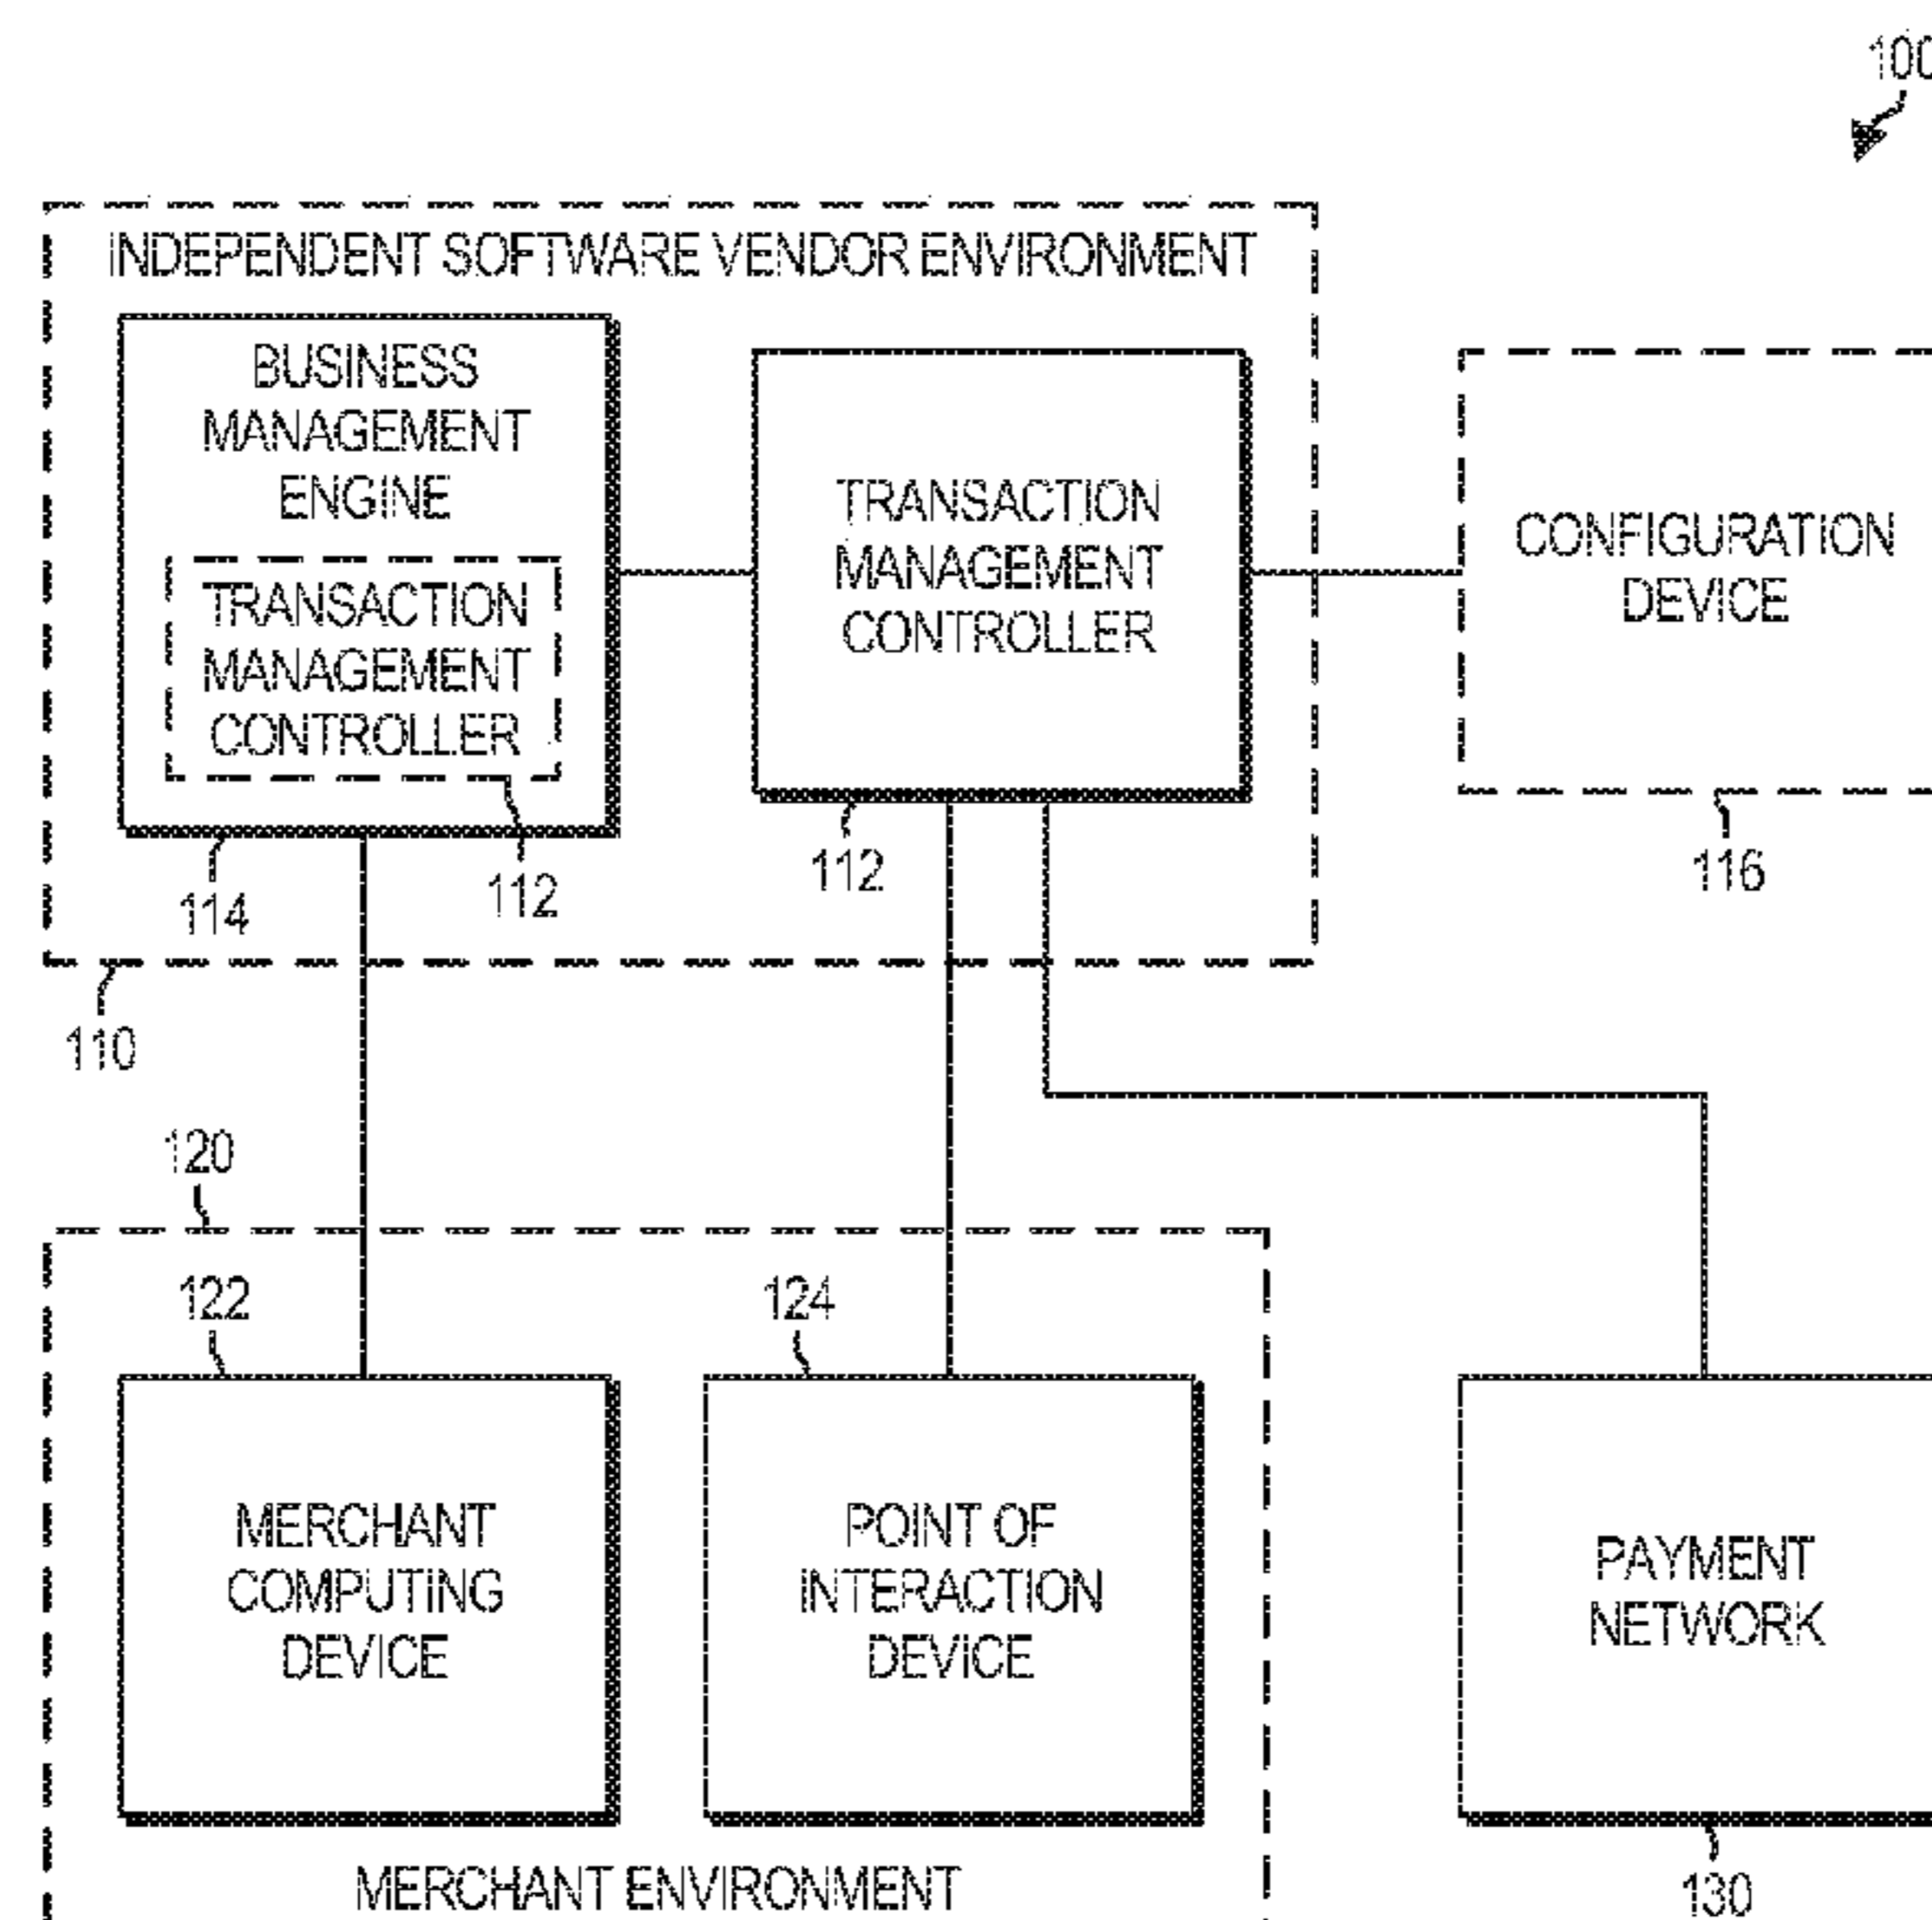 100
INDEPENDENT SOFTWARE VENDOR ENVIRONMENT
BUSINESS
MANAGEMENT
ENGINE
TRANSACTION
MANAGEMENT
CONTROLLER
TRANSACTION
MANAGEMENT
CONTROLLER
CONFIGURATION
DEVICE
114
112
112
116
110
120
122
124
MERCHANT
COMPUTING
DEVICE
POINT OF
INTERACTION
DEVICE
PAYMENT
NETWORK
MERCHANT ENVIRONMENT
130